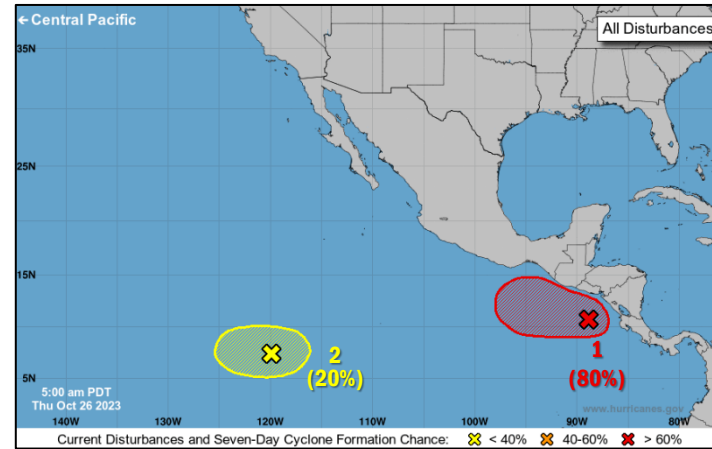 ← Central Pacific
All Disturbances
35N
25N
15N
5N
2
(20%)
1
(80%)
5:00 am PDT
Thu Oct 26 2023
www.hurricanes.gov
140W 130W 120W 110W 100W 90W 80W
Current Disturbances and Seven-Day Cyclone Formation Chance: < 40% 40-60% > 60%